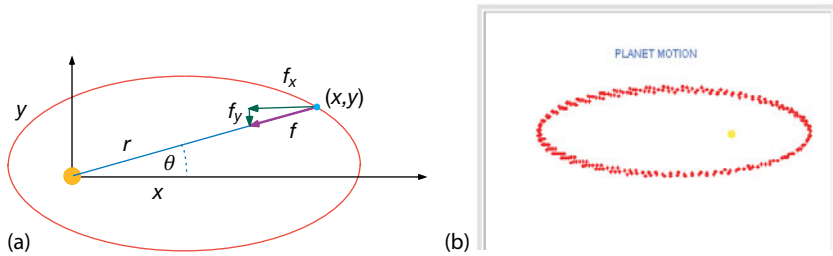 y
f_x
(x,y)
f_y
f
r
θ
x
(a)
PLANET MOTION
(b)